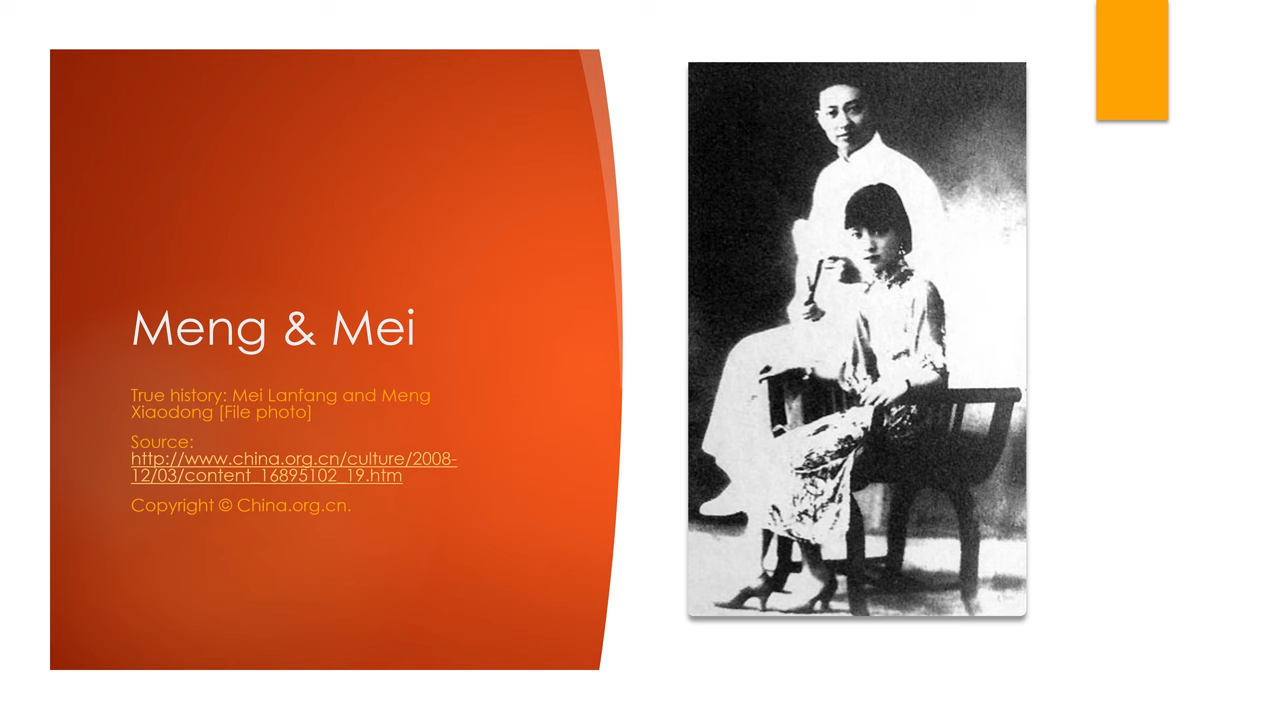 Meng & Mei
True history: Mei Lanfang and Meng
Xiaodong [File photo]
Source:
http://www.china.org.cn/culture/2008-
12/03/content_16895102_19.htm
Copyright © China.org.cn.